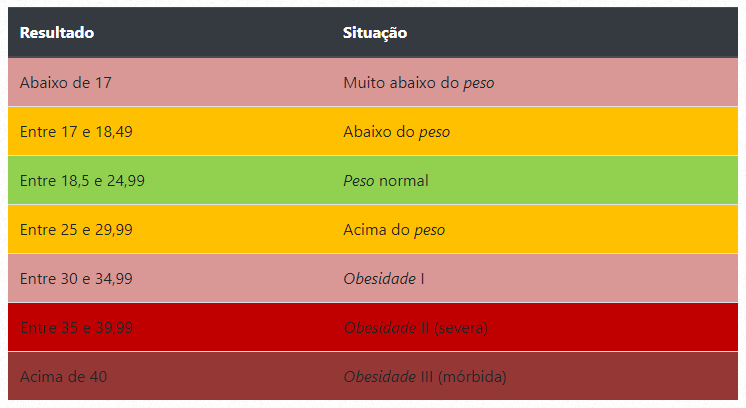 Resultado Situação
Abaixo de 17 Muito abaixo do peso
Entre 17 e 18,49 Abaixo do peso
Entre 18,5 e 24,99 Peso normal
Entre 25 e 29,99 Acima do peso
Entre 30 e 34,99 Obesidade I
Entre 35 e 39,99 Obesidade II (severa)
Acima de 40 Obesidade III (mórbida)